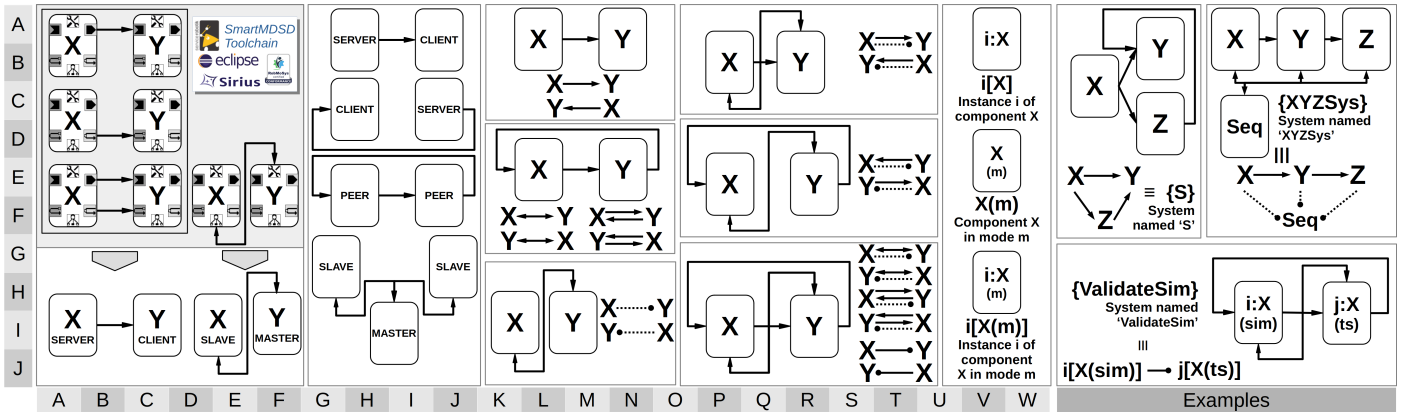 A
B
C
D
E
F
G
H
I
J
X Y
X Y
X Y
X Y
SmartMDSD
Toolchain
eclipse
Sirius
X
SERVER
Y
CLIENT
X
SLAVE
Y
MASTER
SERVER CLIENT
CLIENT SERVER
PEER PEER
SLAVE SLAVE
MASTER
X Y
X Y
Y X
X Y
X Y X Y
Y X Y X
X Y
X Y
Y X
X Y
X Y
Y X
X Y
X Y
Y X
X Y
X Y
Y X
X Y
Y X
X Y
Y X
i:X
i[X]
Instance i of
component X
X
(m)
X(m)
Component X
in mode m
i:X
(m)
i[X(m)]
Instance i of
component
X in mode m
X Y
Z
X Y
Z
≡ {S}
System
named ‘S’
X Y Z
Seq
{XYZSys}
System named
‘XYZSys’
≡
X Y Z
Seq
{ValidateSim}
System named
‘ValidateSim’
≡
i[X(sim)] j[X(ts)]
i:X
(sim)
j:X
(ts)
A B C D E F G H I J K L M N O P Q R S T U V W
Examples